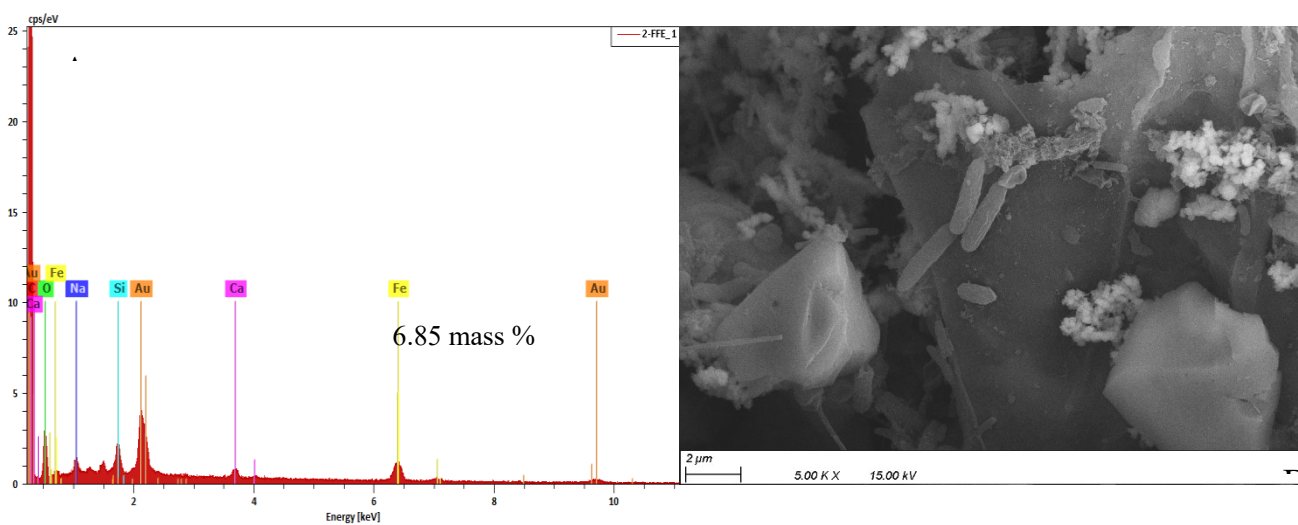 cps/eV
2-FFE_1
25
20
15
10
5
0
Au Fe
C O Na Si Au Ca Fe Au
Ca
6.85 mass %
2 4 6 8 10
Energy [keV]
2 µm
5.00 K X 15.00 kV